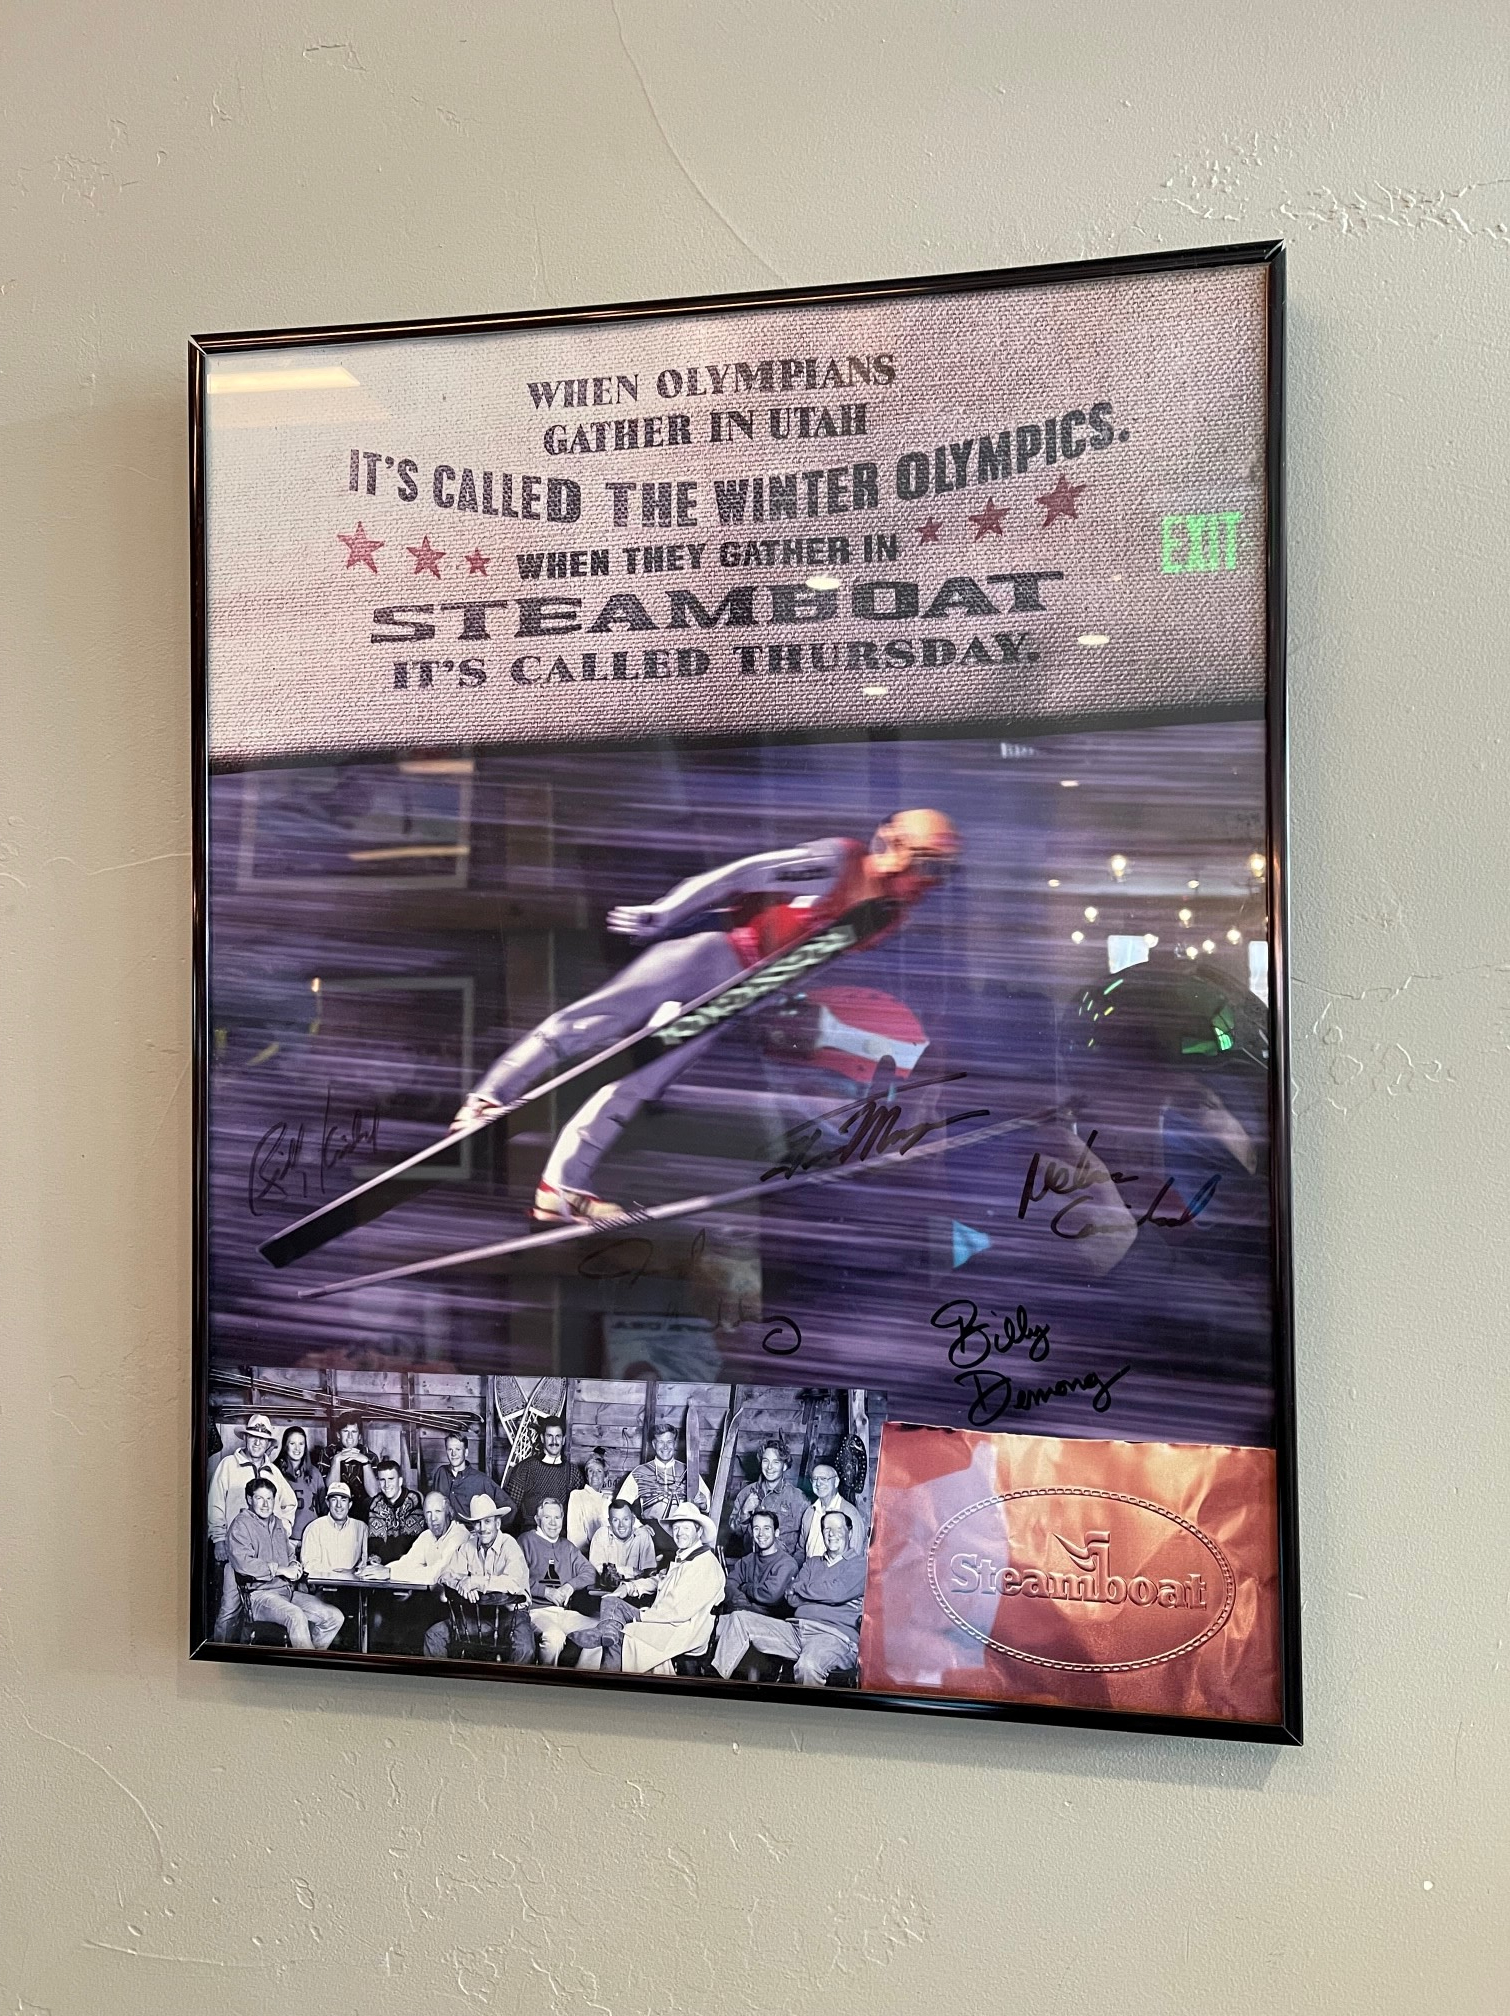 WHEN OLYMPIANS
GATHER IN UTAH
IT'S CALLED THE WINTER OLYMPICS.
WHEN THEY GATHER IN
STEAMBOAT
IT'S CALLED THURSDAY.
EXIT
Billy
Demong
Steamboat